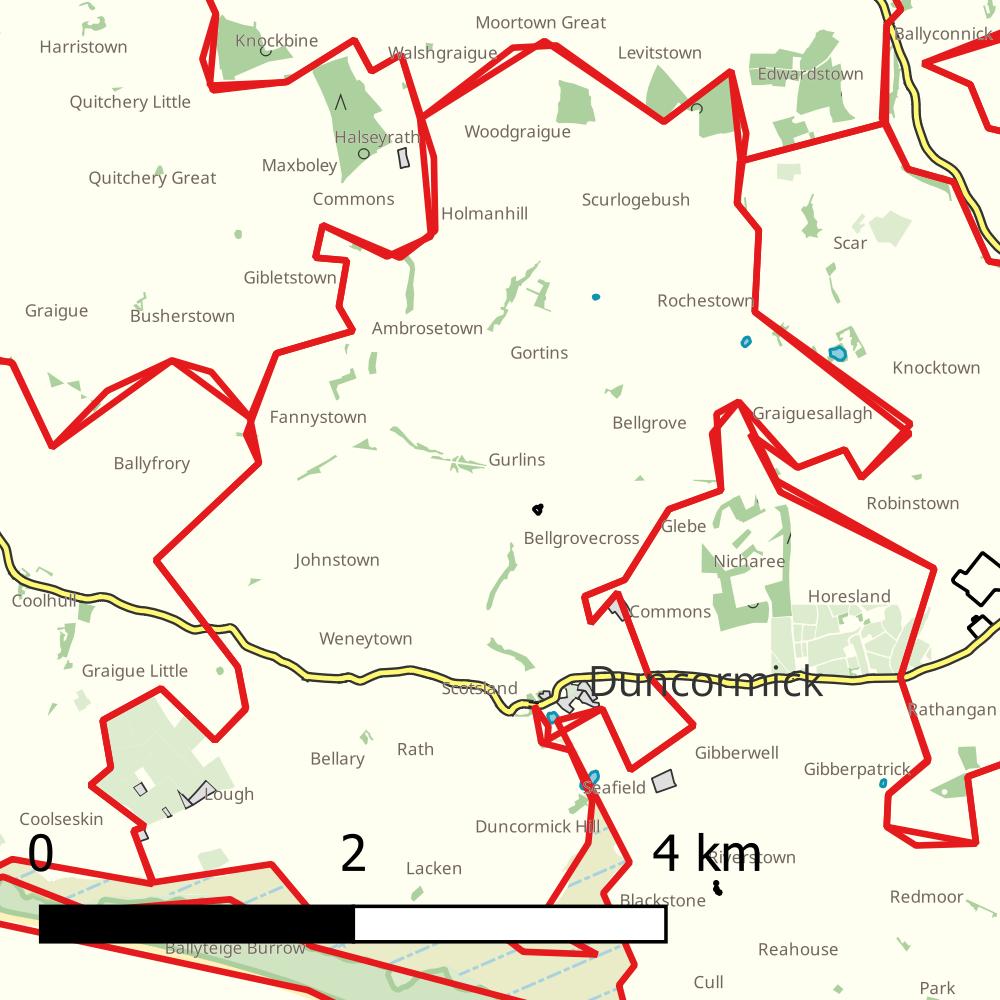 Moortown Great
Ballyconnick
Knockbine
Harristown
Walshgraigue
Levitstown
Edwardstown
Quitchery Little
Woodgraigue
Halseyrath
Maxboley
Quitchery Great
Commons
Scurlogebush
Holmanhill
Scar
Gibletstown
Rochestown
Graigue
Busherstown
Ambrosetown
Gortins
Knocktown
Fannystown
Graiguesallagh
Bellgrove
Gurlins
Ballyfrory
Robinstown
Glebe
Bellgrovecross
Johnstown
Nicharee
Horesland
Coolhull
Commons
Weneytown
Graigue Little
Scotsland
Duncormick
Rathangan
Rath
Gibberwell
Bellary
Gibberpatrick
Seafield
Lough
Coolseskin
Duncormick Hill
0 2 4 km
Riverstown
Lacken
Redmoor
Blackstone
Ballyteige Burrow
Reahouse
Cull
Park